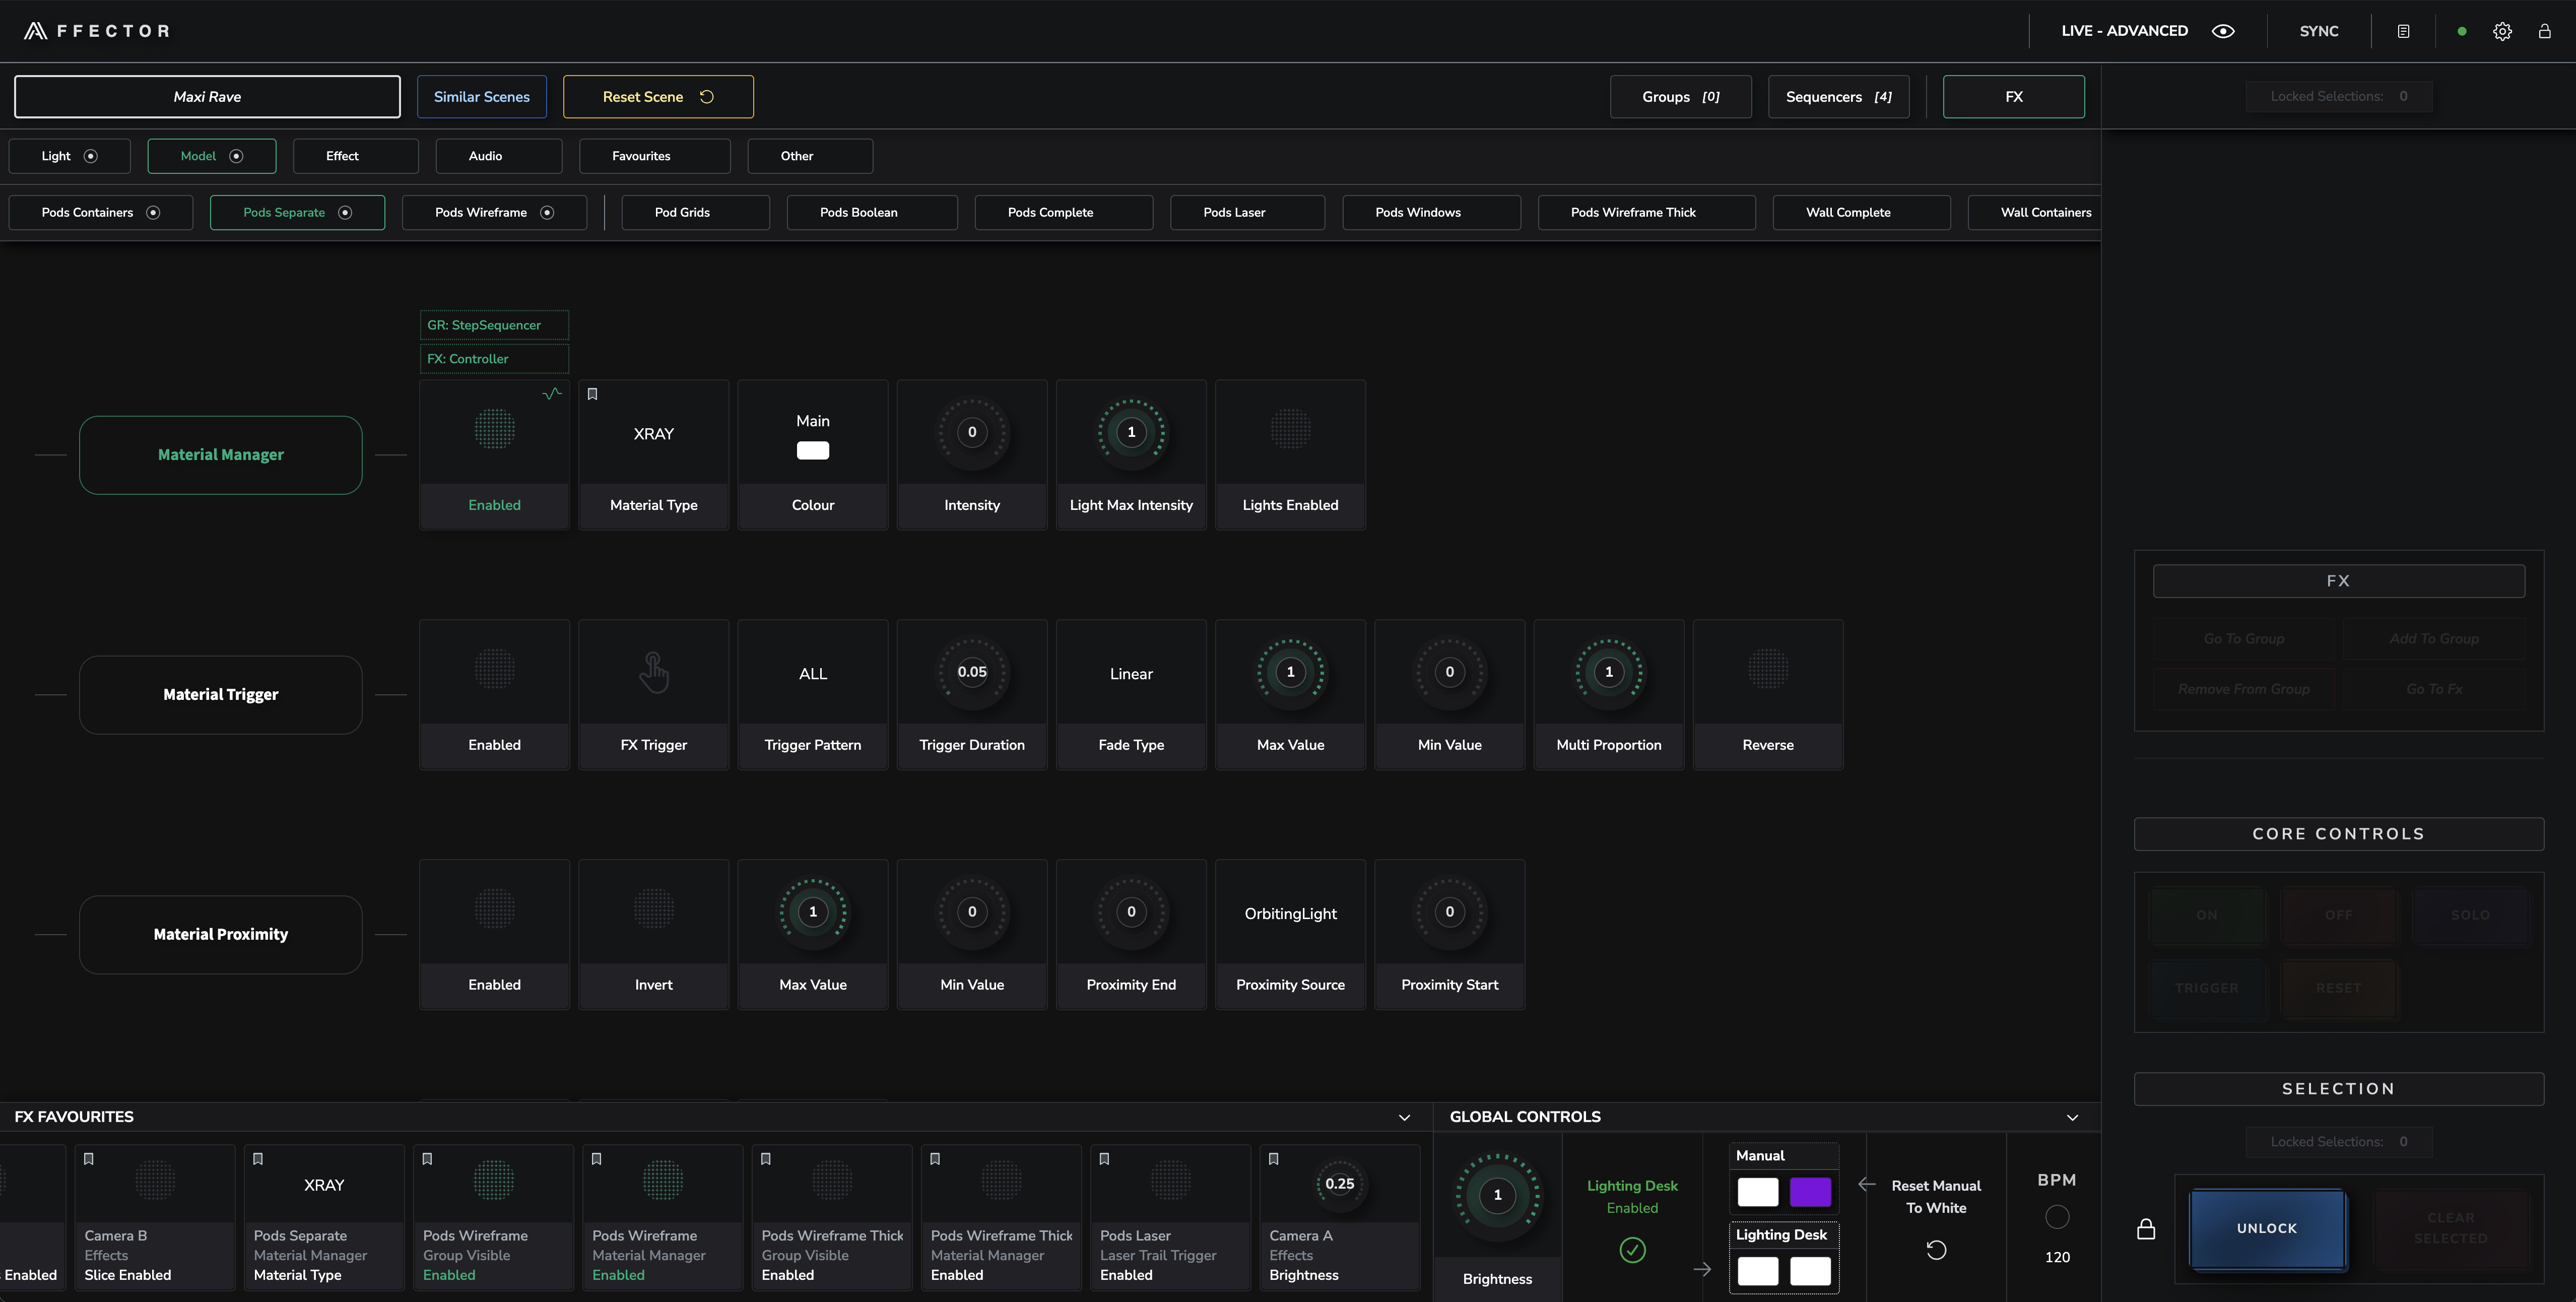 FFECTOR
LIVE - ADVANCED
SYNC
Maxi Rave
Similar Scenes
Reset Scene
Groups [0]
Sequencers [4]
FX
Locked Selections: 0
Light
Model
Effect
Audio
Favourites
Other
Pods Containers
Pods Separate
Pods Wireframe
Pod Grids
Pods Boolean
Pods Complete
Pods Laser
Pods Windows
Pods Wireframe Thick
Wall Complete
Wall Containers
GR: StepSequencer
FX: Controller
Material Manager
Enabled
XRAY
Material Type
Main
Colour
0
Intensity
1
Light Max Intensity
Lights Enabled
Material Trigger
Enabled
FX Trigger
ALL
Trigger Pattern
0.05
Trigger Duration
Linear
Fade Type
1
Max Value
0
Min Value
1
Multi Proportion
Reverse
Material Proximity
Enabled
Invert
1
Max Value
0
Min Value
0
Proximity End
OrbitingLight
Proximity Source
0
Proximity Start
FX
Go To Group
Add To Group
Remove From Group
Go To Fx
CORE CONTROLS
ON
OFF
SOLO
TRIGGER
RESET
SELECTION
Locked Selections: 0
UNLOCK
CLEAR
SELECTED
FX FAVOURITES
Enabled
Camera B
Effects
Slice Enabled
XRAY
Pods Separate
Material Manager
Material Type
Pods Wireframe
Group Visible
Enabled
Pods Wireframe
Material Manager
Enabled
Pods Wireframe Thick
Group Visible
Enabled
Pods Wireframe Thick
Material Manager
Enabled
Pods Laser
Laser Trail Trigger
Enabled
0.25
Camera A
Effects
Brightness
GLOBAL CONTROLS
1
Brightness
Lighting Desk
Enabled
Manual
Lighting Desk
Reset Manual
To White
BPM
120